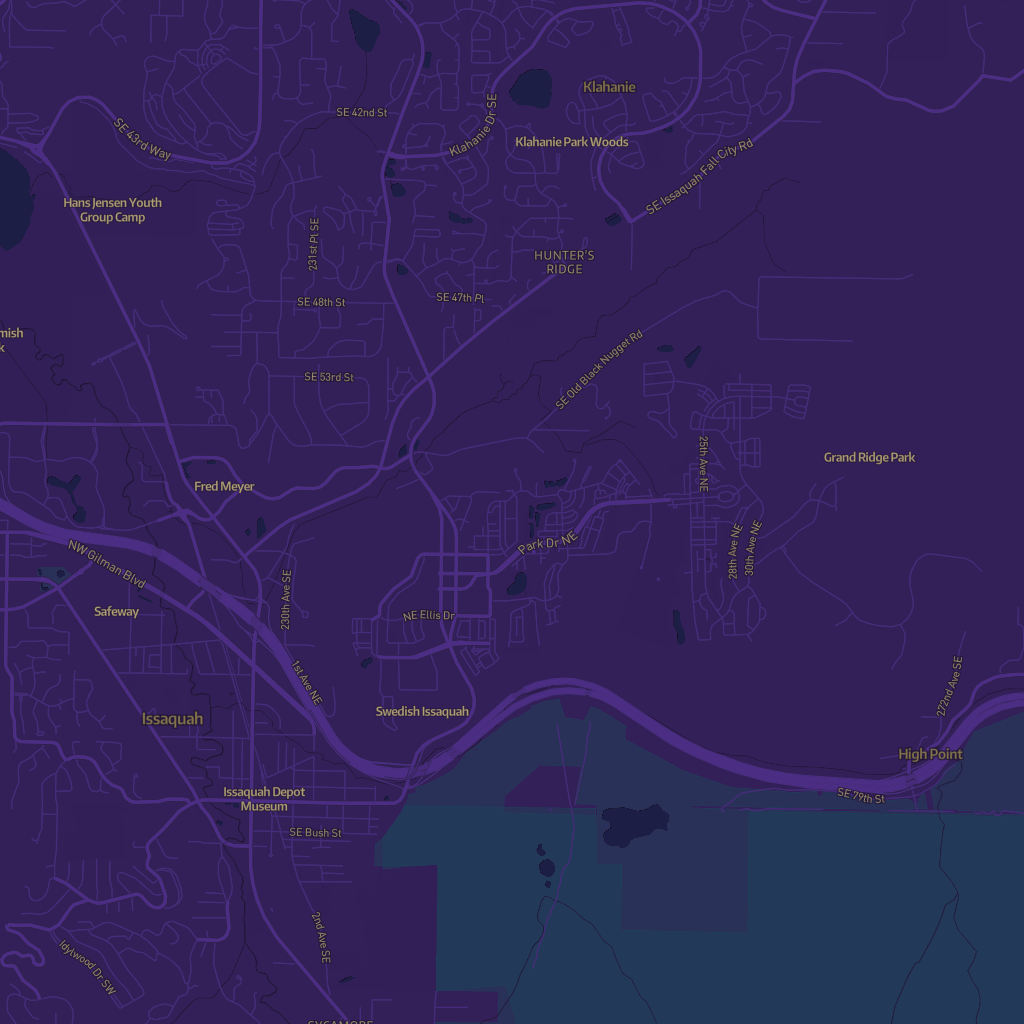 Klahanie
SE 42nd St
Klahanie Dr SE
SE 43rd Way
Klahanie Park Woods
SE Issaquah Fall City Rd
Hans Jensen Youth
Group Camp
231st Pl SE
HUNTER'S
RIDGE
SE 48th St
SE 47th Pl
mish
k
SE Old Black Nugget Rd
SE 53rd St
25th Ave NE
Grand Ridge Park
Fred Meyer
Park Dr NE
28th Ave NE
30th Ave NE
NW Gilman Blvd
230th Ave SE
Safeway
NE Ellis Dr
1st Ave NE
272nd Ave SE
Swedish Issaquah
Issaquah
High Point
Issaquah Depot
Museum
SE 79th St
SE Bush St
2nd Ave SE
Idylwood Dr SW
SYCAMORE